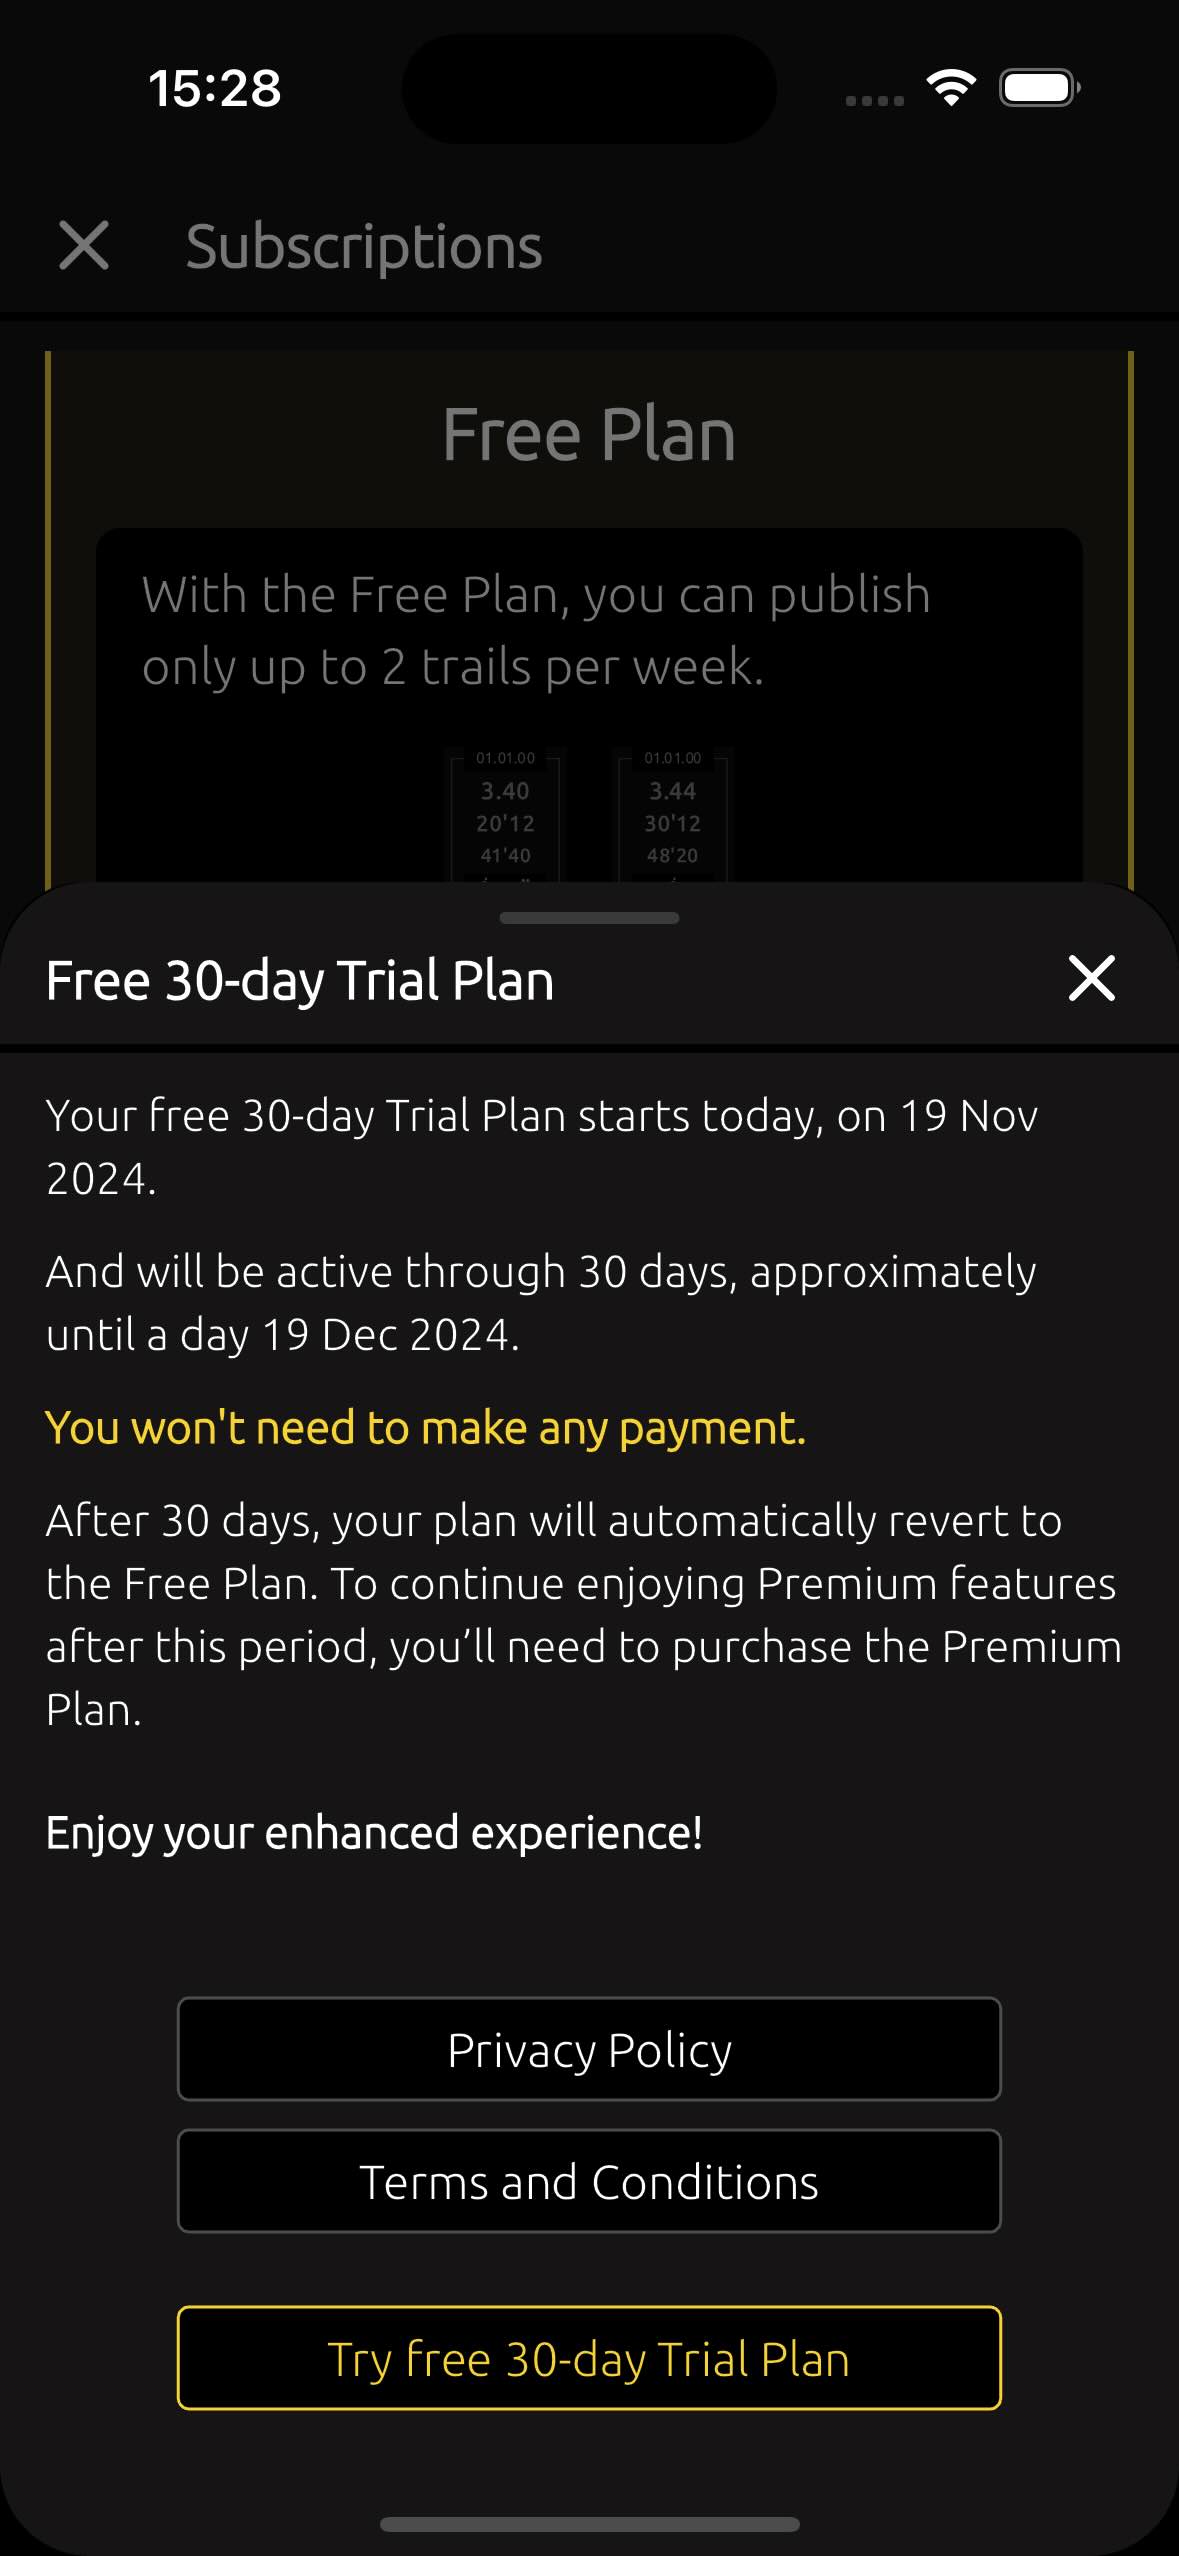 15:28
Subscriptions
Free Plan
With the Free Plan, you can publish
only up to 2 trails per week.
01.01.00 01.01.00
3.40 3.44
20'12 30'12
41'40 48'20
Free 30-day Trial Plan
Your free 30-day Trial Plan starts today, on 19 Nov
2024.
And will be active through 30 days, approximately
until a day 19 Dec 2024.
You won't need to make any payment.
After 30 days, your plan will automatically revert to
the Free Plan. To continue enjoying Premium features
after this period, you’ll need to purchase the Premium
Plan.
Enjoy your enhanced experience!
Privacy Policy
Terms and Conditions
Try free 30-day Trial Plan